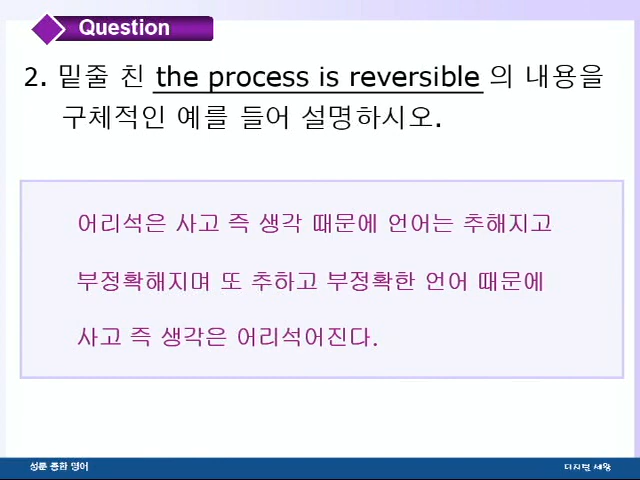 Question
2. 밑줄 친 the process is reversible 의 내용을
구체적인 예를 들어 설명하시오.
어리석은 사고 즉 생각 때문에 언어는 추해지고
부정확해지며 또 추하고 부정확한 언어 때문에
사고 즉 생각은 어리석어진다.
성문 종합 영어
디지털 세왕